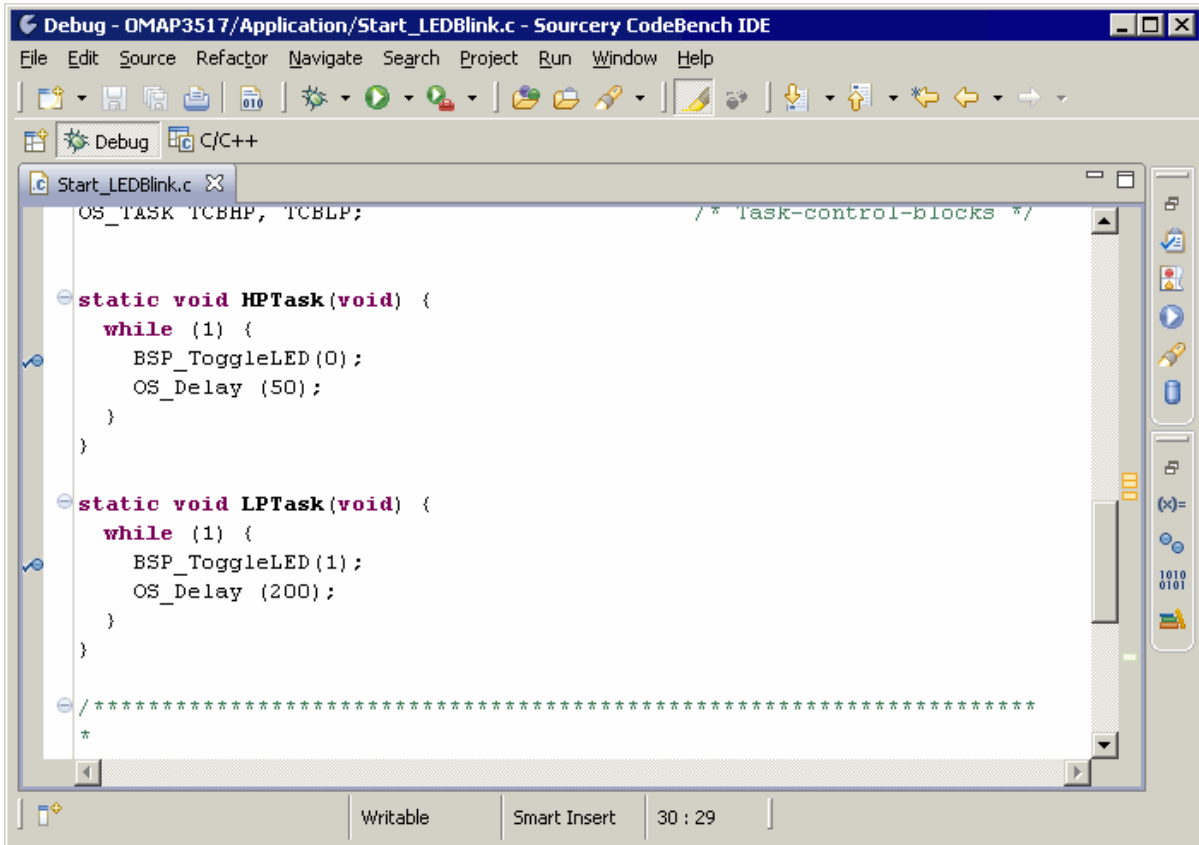 Debug - OMAP3517/Application/Start_LEDBlink.c - Sourcery CodeBench IDE
File Edit Source Refactor Navigate Search Project Run Window Help
010
Debug C/C++
.c Start_LEDBlink.c
OS_TASK TCBHP, TCBLP; /* Task-control-blocks */
static void HPTask(void) {
while (1) {
BSP_ToggleLED(0);
OS_Delay (50);
}
}
static void LPTask(void) {
while (1) {
BSP_ToggleLED(1);
OS_Delay (200);
}
}
/**********************************************************************
*
(x)=
1010
0101
Writable Smart Insert 30 : 29